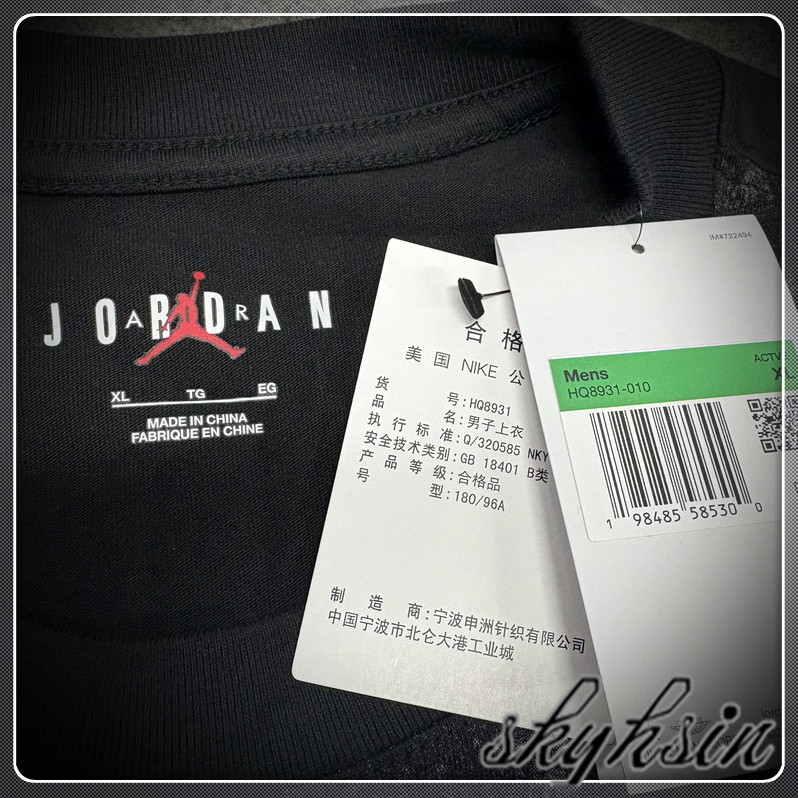 JORDAN
AIR
XL TG EG
MADE IN CHINA
FABRIQUE EN CHINE
合格
美国 NIKE 公
货号:HQ8931
品名:男子上衣
执行标准:Q/320585 NKY
安全技术类别:GB 18401 B类
产品等级:合格品
号型:180/96A
制造商:宁波申洲针织有限公司
中国宁波市北仑大港工业城
IM#722494
ACTVE
Mens XL
HQ8931-010
1 98485 58530 0
skyhsin